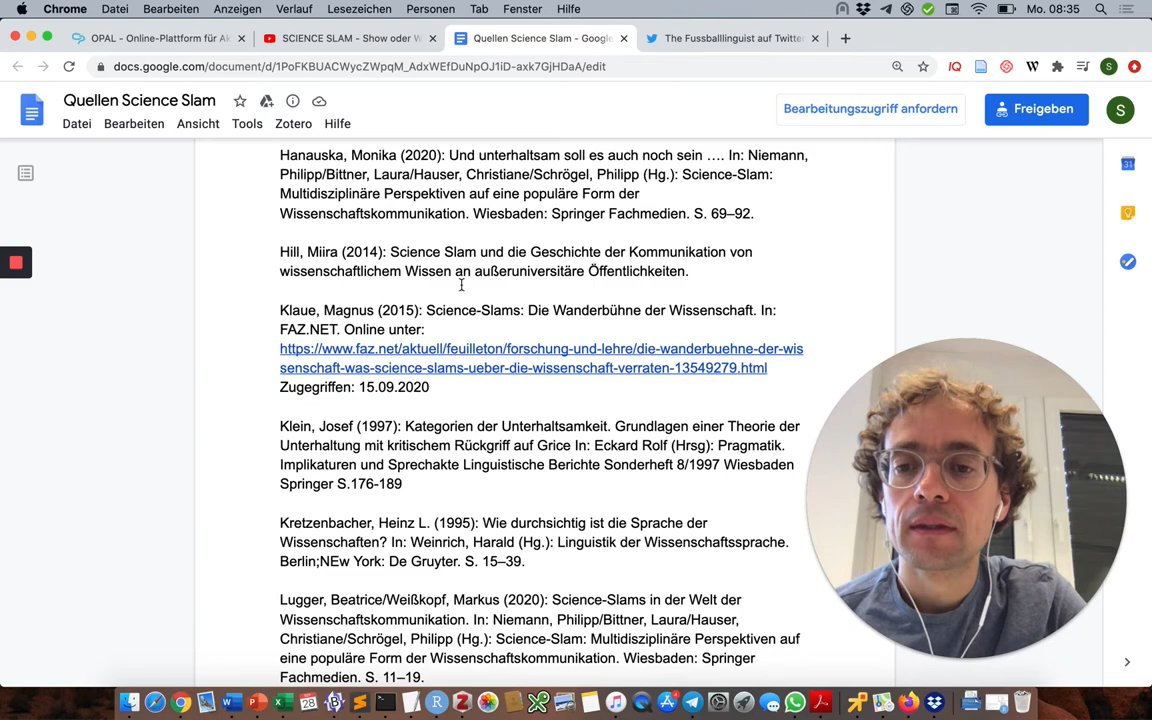 Chrome Datei Bearbeiten Anzeigen Verlauf Lesezeichen Personen Tab Fenster Hilfe Mo. 08:35
OPAL - Online-Plattform für Ak
SCIENCE SLAM - Show oder W
Quellen Science Slam - Google
The Fussballlinguist auf Twitte
docs.google.com/document/d/1PoFKBUACWycZWpqM_AdxWEfDuNpOJ1iD-axk7GjHDaA/edit
Quellen Science Slam
Datei Bearbeiten Ansicht Tools Zotero Hilfe
Bearbeitungszugriff anfordern
Freigeben
S
Hanauska, Monika (2020): Und unterhaltsam soll es auch noch sein …. In: Niemann,
Philipp/Bittner, Laura/Hauser, Christiane/Schrögel, Philipp (Hg.): Science-Slam:
Multidisziplinäre Perspektiven auf eine populäre Form der
Wissenschaftskommunikation. Wiesbaden: Springer Fachmedien. S. 69–92.
Hill, Miira (2014): Science Slam und die Geschichte der Kommunikation von
wissenschaftlichem Wissen an außeruniversitäre Öffentlichkeiten.
Klaue, Magnus (2015): Science-Slams: Die Wanderbühne der Wissenschaft. In:
FAZ.NET. Online unter:
https://www.faz.net/aktuell/feuilleton/forschung-und-lehre/die-wanderbuehne-der-wis
senschaft-was-science-slams-ueber-die-wissenschaft-verraten-13549279.html
Zugegriffen: 15.09.2020
Klein, Josef (1997): Kategorien der Unterhaltsamkeit. Grundlagen einer Theorie der
Unterhaltung mit kritischem Rückgriff auf Grice In: Eckard Rolf (Hrsg): Pragmatik.
Implikaturen und Sprechakte Linguistische Berichte Sonderheft 8/1997 Wiesbaden
Springer S.176-189
Kretzenbacher, Heinz L. (1995): Wie durchsichtig ist die Sprache der
Wissenschaften? In: Weinrich, Harald (Hg.): Linguistik der Wissenschaftssprache.
Berlin;NEw York: De Gruyter. S. 15–39.
Lugger, Beatrice/Weißkopf, Markus (2020): Science-Slams in der Welt der
Wissenschaftskommunikation. In: Niemann, Philipp/Bittner, Laura/Hauser,
Christiane/Schrögel, Philipp (Hg.): Science-Slam: Multidisziplinäre Perspektiven auf
eine populäre Form der Wissenschaftskommunikation. Wiesbaden: Springer
Fachmedien. S. 11–19.